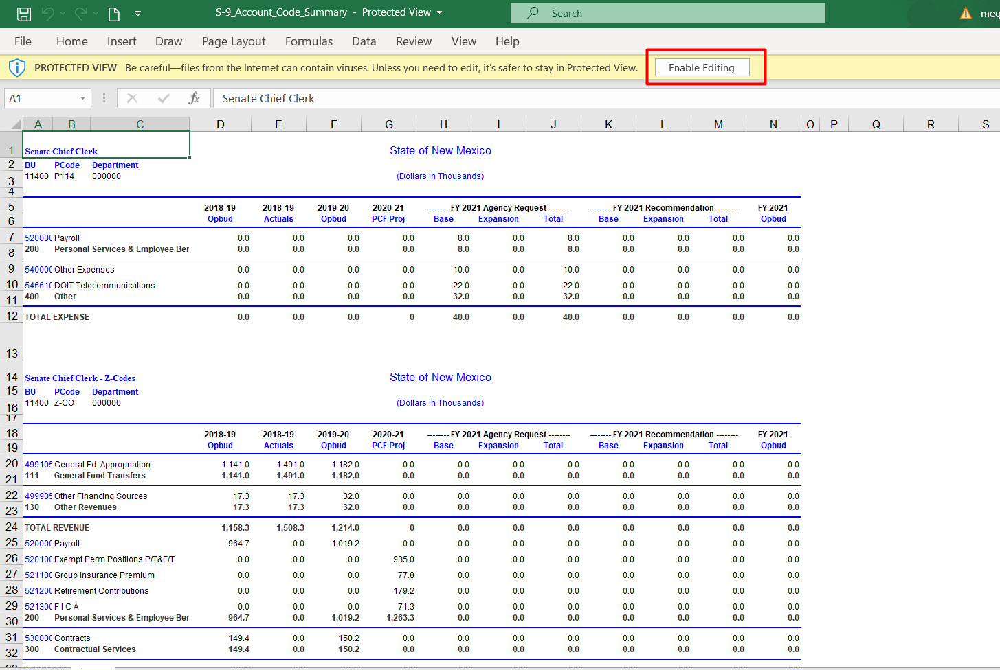 S-9_Account_Code_Summary - Protected View
Search
File Home Insert Draw Page Layout Formulas Data Review View Help
PROTECTED VIEW Be careful—files from the Internet can contain viruses. Unless you need to edit, it's safer to stay in Protected View. Enable Editing
A1 fx Senate Chief Clerk
A B C D E F G H I J K L M N O P Q R S
1 Senate Chief Clerk State of New Mexico
2 BU PCode Department
3 11400 P114 000000 (Dollars in Thousands)
4
5 2018-19 2018-19 2019-20 2020-21 -------- FY 2021 Agency Request -------- -------- FY 2021 Recommendation -------- FY 2021
6 Opbud Actuals Opbud PCF Proj Base Expansion Total Base Expansion Total Opbud
7 52000 Payroll 0.0 0.0 0.0 0.0 8.0 0.0 8.0 0.0 0.0 0.0 0.0
8 200 Personal Services & Employee Ber 0.0 0.0 0.0 0.0 8.0 0.0 8.0 0.0 0.0 0.0 0.0
9 54000 Other Expenses 0.0 0.0 0.0 0.0 10.0 0.0 10.0 0.0 0.0 0.0 0.0
10 54661 DOIT Telecommunications 0.0 0.0 0.0 0.0 22.0 0.0 22.0 0.0 0.0 0.0 0.0
11 400 Other 0.0 0.0 0.0 0.0 32.0 0.0 32.0 0.0 0.0 0.0 0.0
12 TOTAL EXPENSE 0.0 0.0 0.0 0 40.0 0.0 40.0 0.0 0.0 0.0 0.0
13
14 Senate Chief Clerk - Z-Codes State of New Mexico
15 BU PCode Department
16 11400 Z-CO 000000 (Dollars in Thousands)
17
18 2018-19 2018-19 2019-20 2020-21 -------- FY 2021 Agency Request -------- -------- FY 2021 Recommendation -------- FY 2021
19 Opbud Actuals Opbud PCF Proj Base Expansion Total Base Expansion Total Opbud
20 49910 General Fd. Appropriation 1,141.0 1,491.0 1,182.0 0.0 0.0 0.0 0.0 0.0 0.0 0.0 0.0
21 111 General Fund Transfers 1,141.0 1,491.0 1,182.0 0.0 0.0 0.0 0.0 0.0 0.0 0.0 0.0
22 49990 Other Financing Sources 17.3 17.3 32.0 0.0 0.0 0.0 0.0 0.0 0.0 0.0 0.0
23 130 Other Revenues 17.3 17.3 32.0 0.0 0.0 0.0 0.0 0.0 0.0 0.0 0.0
24 TOTAL REVENUE 1,158.3 1,508.3 1,214.0 0 0.0 0.0 0.0 0.0 0.0 0.0 0.0
25 52000 Payroll 964.7 0.0 1,019.2 0.0 0.0 0.0 0.0 0.0 0.0 0.0 0.0
26 52010 Exempt Perm Positions P/T&F/T 0.0 0.0 0.0 935.0 0.0 0.0 0.0 0.0 0.0 0.0 0.0
27 52110 Group Insurance Premium 0.0 0.0 0.0 77.8 0.0 0.0 0.0 0.0 0.0 0.0 0.0
28 52120 Retirement Contributions 0.0 0.0 0.0 179.2 0.0 0.0 0.0 0.0 0.0 0.0 0.0
29 52130 F I C A 0.0 0.0 0.0 71.3 0.0 0.0 0.0 0.0 0.0 0.0 0.0
30 200 Personal Services & Employee Ber 964.7 0.0 1,019.2 1,263.3 0.0 0.0 0.0 0.0 0.0 0.0 0.0
31 53000 Contracts 149.4 0.0 150.2 0.0 0.0 0.0 0.0 0.0 0.0 0.0 0.0
32 300 Contractual Services 149.4 0.0 150.2 0.0 0.0 0.0 0.0 0.0 0.0 0.0 0.0